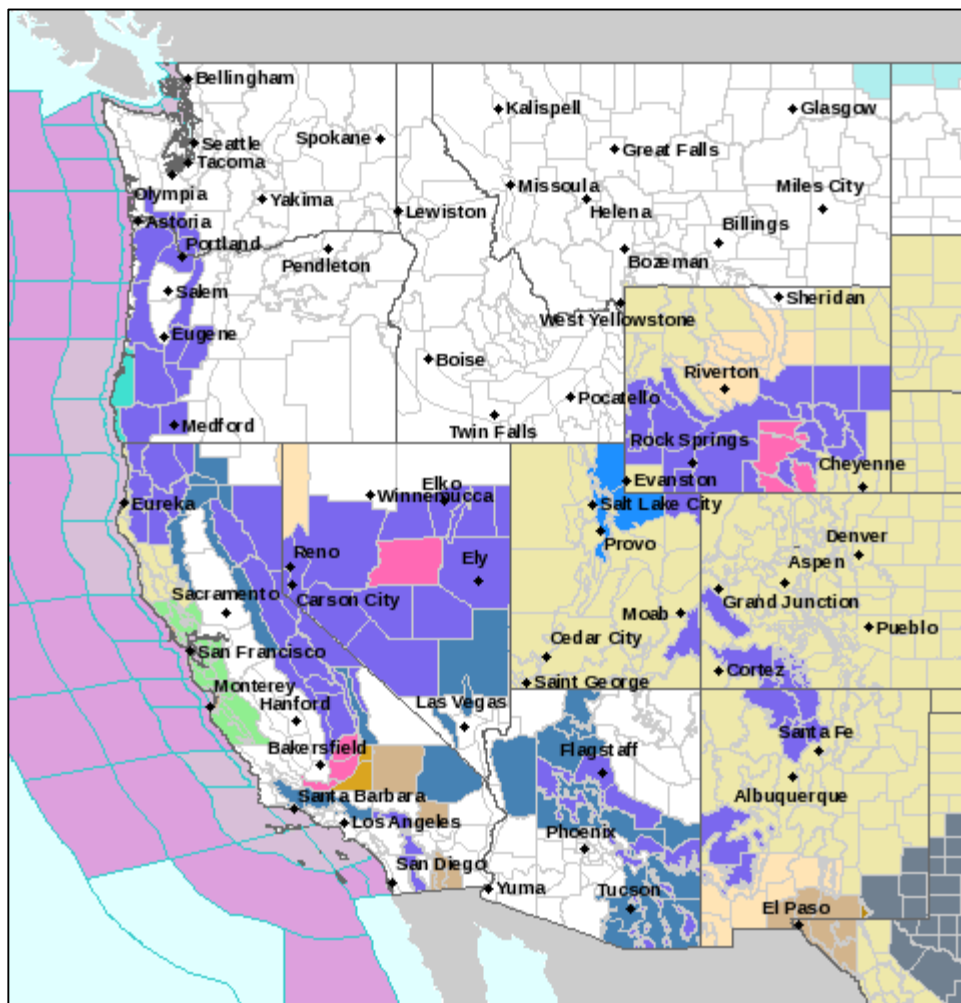 Bellingham
Kalispell
Glasgow
Spokane
Seattle
Great Falls
Tacoma
Missoula
Miles City
Olympia
Yakima
Helena
Lewiston
Astoria
Billings
Portland
Bozeman
Pendleton
Salem
Sheridan
West Yellowstone
Eugene
Boise
Riverton
Pocatello
Medford
Twin Falls
Rock Springs
Cheyenne
Elko
Evanston
Winnemucca
Eureka
Salt Lake City
Provo
Denver
Reno
Ely
Aspen
Sacramento
Carson City
Grand Junction
Moab
Pueblo
Cedar City
San Francisco
Cortez
Saint George
Monterey
Las Vegas
Hanford
Santa Fe
Flagstaff
Bakersfield
Albuquerque
Santa Barbara
Los Angeles
Phoenix
San Diego
Yuma
Tucson
El Paso